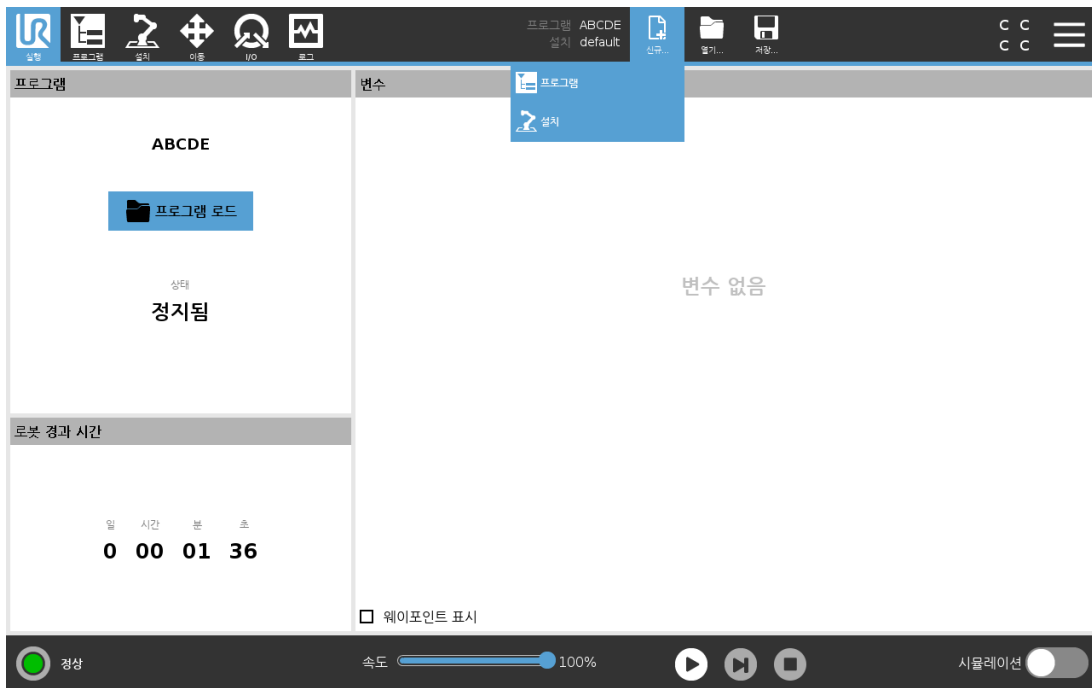 UR
실행
프로그램
설치
이동
I/O
로그
프로그램 ABCDE
설치 default
신규...
열기...
저장...
C C
C C
프로그램
설치
프로그램
ABCDE
프로그램 로드
상태
정지됨
로봇 경과 시간
일 시간 분 초
0 00 01 36
변수
변수 없음
웨이포인트 표시
정상
속도 100%
시뮬레이션